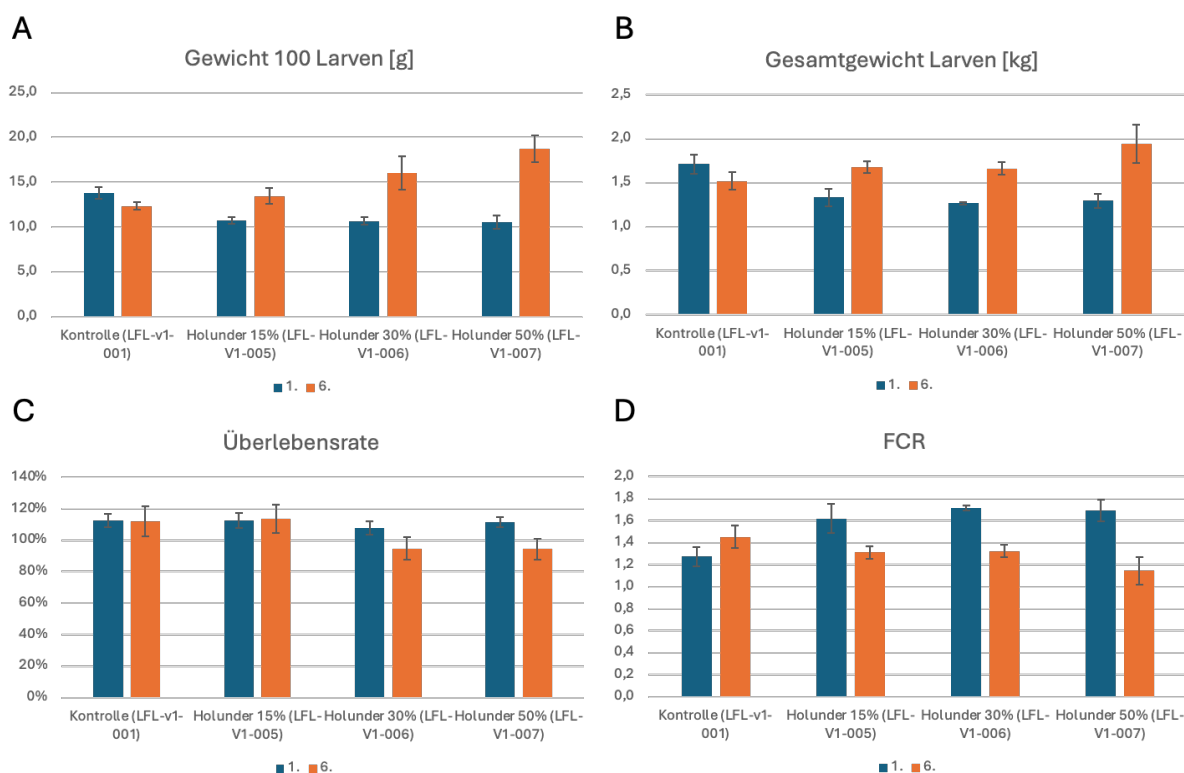 A
Gewicht 100 Larven [g]
25,0
20,0
15,0
10,0
5,0
0,0
Kontrolle (LFL-v1-
001)
Holunder 15% (LFL-
V1-005)
Holunder 30% (LFL-
V1-006)
Holunder 50% (LFL-
V1-007)
1. 6.
B
Gesamtgewicht Larven [kg]
2,5
2,0
1,5
1,0
0,5
0,0
Kontrolle (LFL-v1-
001)
Holunder 15% (LFL-
V1-005)
Holunder 30% (LFL-
V1-006)
Holunder 50% (LFL-
V1-007)
1. 6.
C
Überlebensrate
140%
120%
100%
80%
60%
40%
20%
0%
Kontrolle (LFL-v1-
001)
Holunder 15% (LFL-
V1-005)
Holunder 30% (LFL-
V1-006)
Holunder 50% (LFL-
V1-007)
1. 6.
D
FCR
2,0
1,8
1,6
1,4
1,2
1,0
0,8
0,6
0,4
0,2
0,0
Kontrolle (LFL-v1-
001)
Holunder 15% (LFL-
V1-005)
Holunder 30% (LFL-
V1-006)
Holunder 50% (LFL-
V1-007)
1. 6.